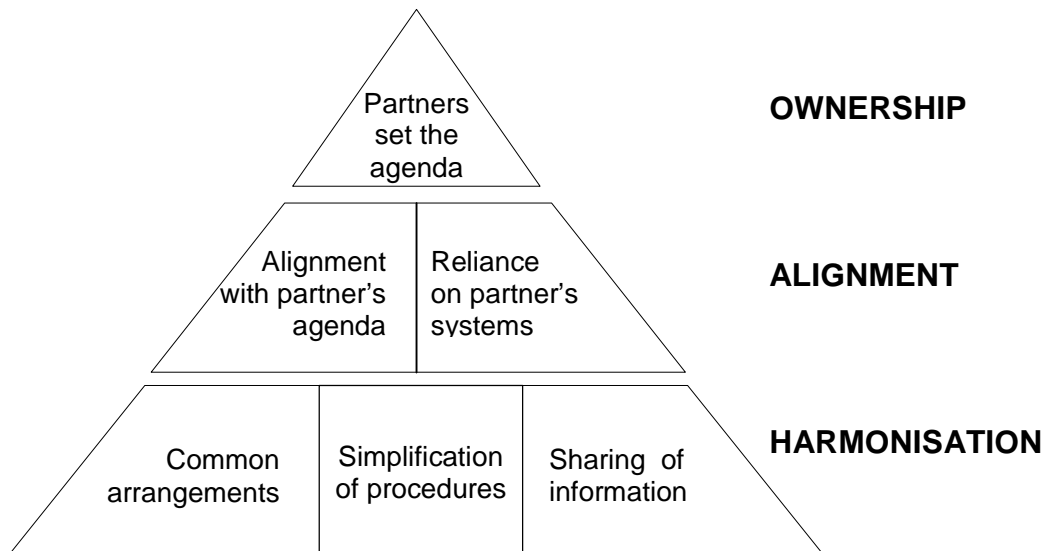 Partners
set the
agenda
OWNERSHIP
Alignment
with partner's
agenda
Reliance
on partner's
systems
ALIGNMENT
Common
arrangements
Simplification
of procedures
Sharing of
information
HARMONISATION